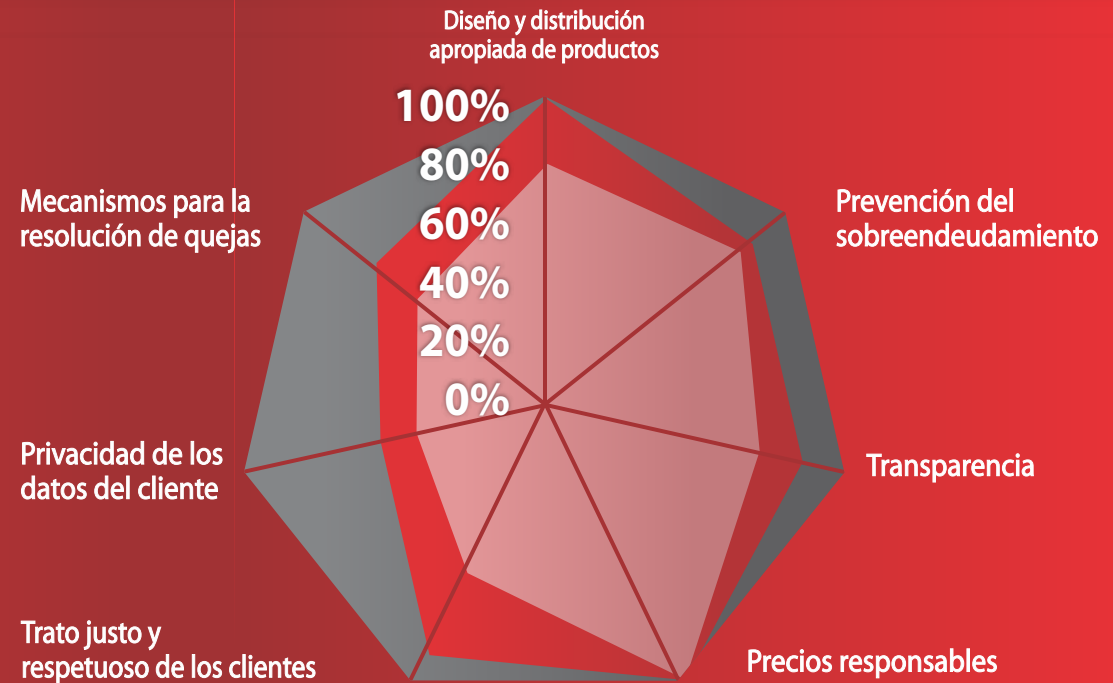 Diseño y distribución
apropiada de productos
100%
80%
60%
40%
20%
0%
Prevención del
sobreendeudamiento
Transparencia
Precios responsables
Trato justo y
respetuoso de los clientes
Privacidad de los
datos del cliente
Mecanismos para la
resolución de quejas